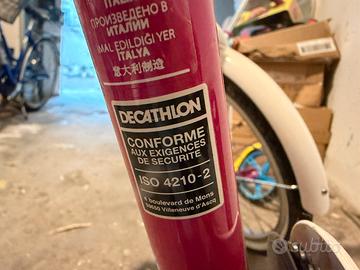 ITALIE
ПРОИЗВЕДЕНО В
ИТАЛИИ
İMAL EDİLDİĞİ YER
İTALYA
意大利制造
DECATHLON
CONFORME
AUX EXIGENCES
DE SECURITE
ISO 4210-2
4 boulevard de Mons
59650 Villeneuve d'Ascq
subito